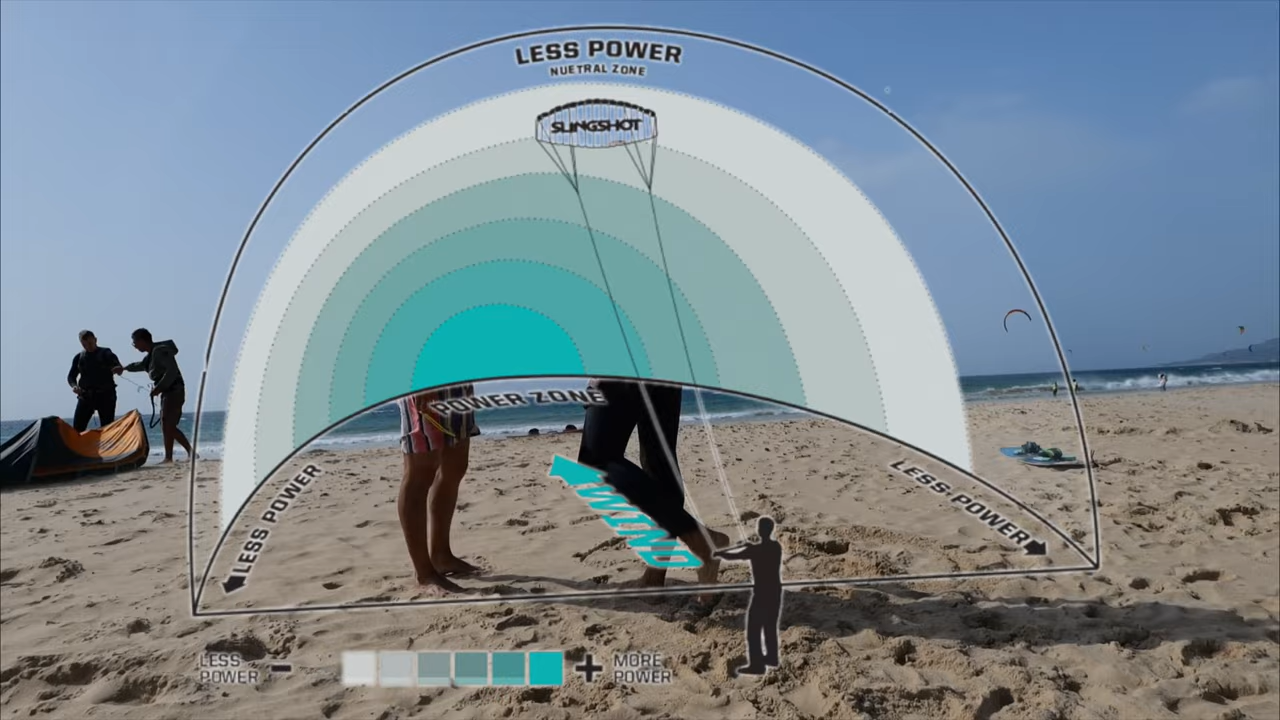 LESS POWER
NUETRAL ZONE
SLINGSHOT
POWER ZONE
LESS POWER
WIND
LESS POWER
LESS
POWER
MORE
POWER